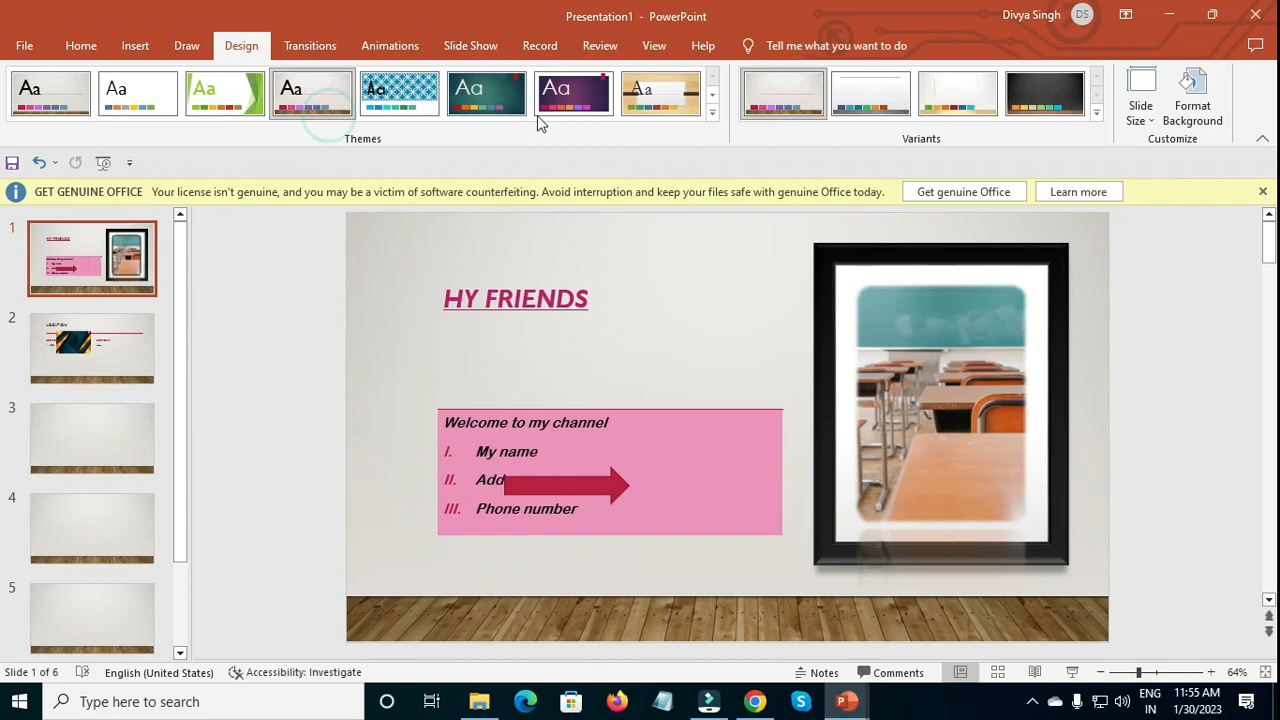 Presentation1 - PowerPoint
Divya Singh DS
File Home Insert Draw Design Transitions Animations Slide Show Record Review View Help Tell me what you want to do
Aa Aa Aa Aa Aa Aa Aa Aa
Slide Size
Format Background
Themes Variants Customize
GET GENUINE OFFICE Your license isn't genuine, and you may be a victim of software counterfeiting. Avoid interruption and keep your files safe with genuine Office today. Get genuine Office Learn more
1
MY FRIENDS
2
LOCATION
3
4
5
HY FRIENDS
Welcome to my channel
I. My name
II. Add
III. Phone number
Slide 1 of 6 English (United States) Accessibility: Investigate Notes Comments 64%
Type here to search
ENG
IN
11:55 AM
1/30/2023